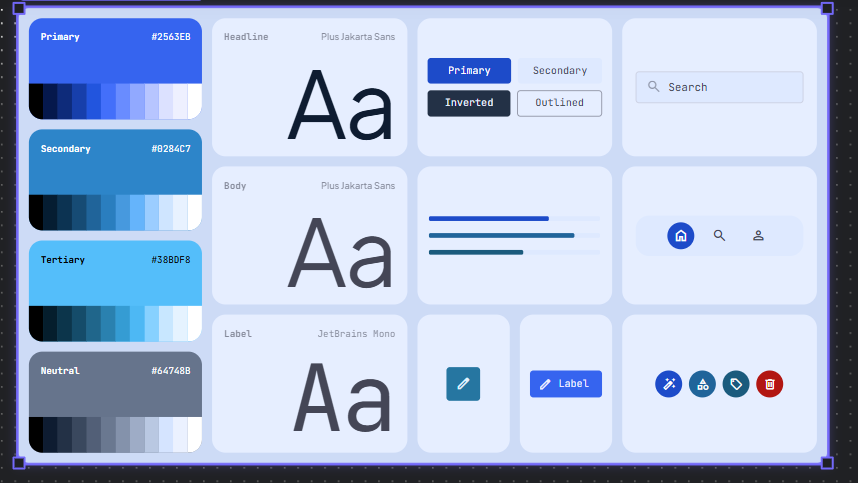 Primary #2563EB
Secondary #0284C7
Tertiary #38BDF8
Neutral #64748B
Headline Plus Jakarta Sans
Aa
Body Plus Jakarta Sans
Aa
Label JetBrains Mono
Aa
Primary Secondary
Inverted Outlined
Label
Search